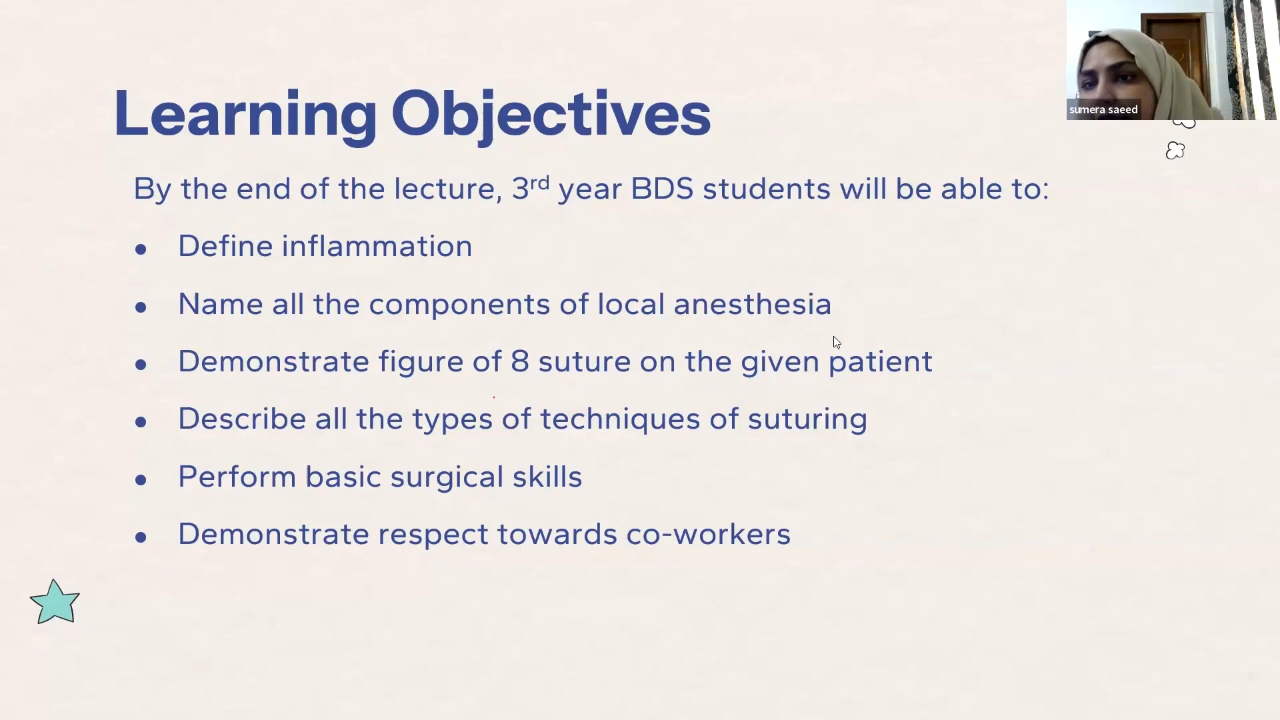 sumera saeed
Learning Objectives
By the end of the lecture, 3rd year BDS students will be able to:
• Define inflammation
• Name all the components of local anesthesia
• Demonstrate figure of 8 suture on the given patient
• Describe all the types of techniques of suturing
• Perform basic surgical skills
• Demonstrate respect towards co-workers